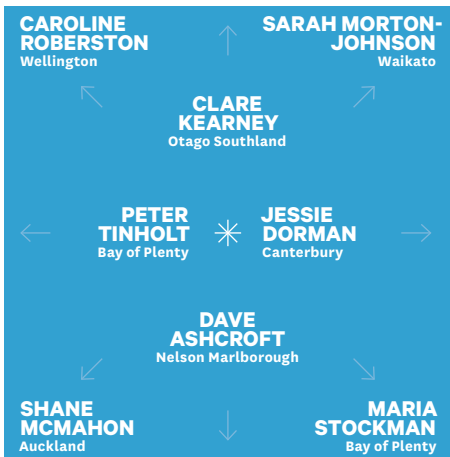 CAROLINE
ROBERSTON
Wellington
SARAH MORTON-
JOHNSON
Waikato
CLARE
KEARNEY
Otago Southland
PETER
TINHOLT
Bay of Plenty
JESSIE
DORMAN
Canterbury
DAVE
ASHCROFT
Nelson Marlborough
SHANE
MCMAHON
Auckland
MARIA
STOCKMAN
Bay of Plenty